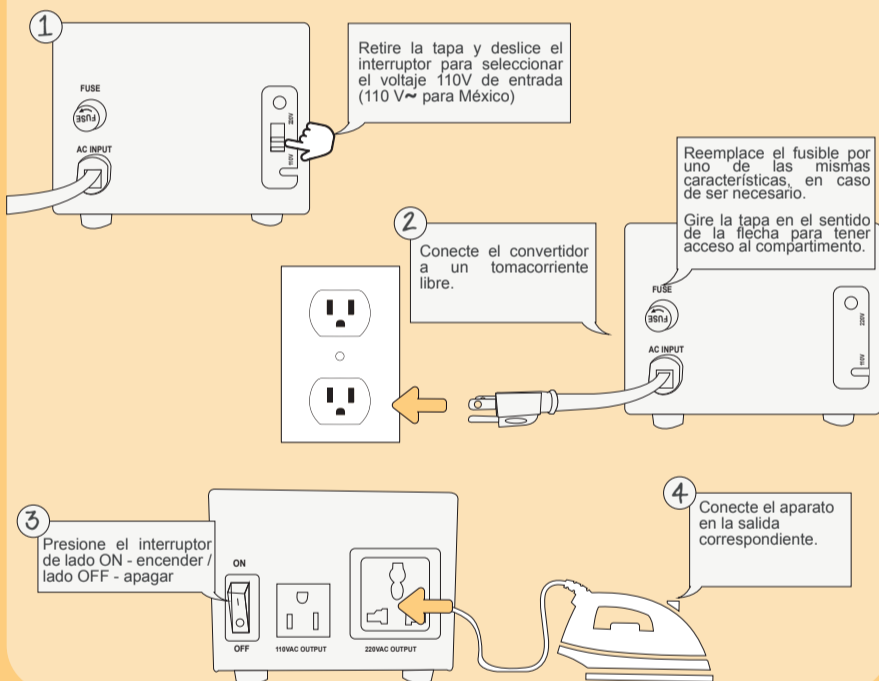 1
Retire la tapa y deslice el
interruptor para seleccionar
el voltaje 110V de entrada
(110 V~ para México)
FUSE
FUSE
AC INPUT
220V
110V
2
Conecte el convertidor
a un tomacorriente
libre.
Reemplace el fusible por
uno de las mismas
características, en caso
de ser necesario.
Gire la tapa en el sentido
de la flecha para tener
acceso al compartimento.
FUSE
FUSE
AC INPUT
220V
110V
3
Presione el interruptor
de lado ON - encender /
lado OFF - apagar
ON
OFF
110VAC OUTPUT
220VAC OUTPUT
4
Conecte el aparato
en la salida
correspondiente.